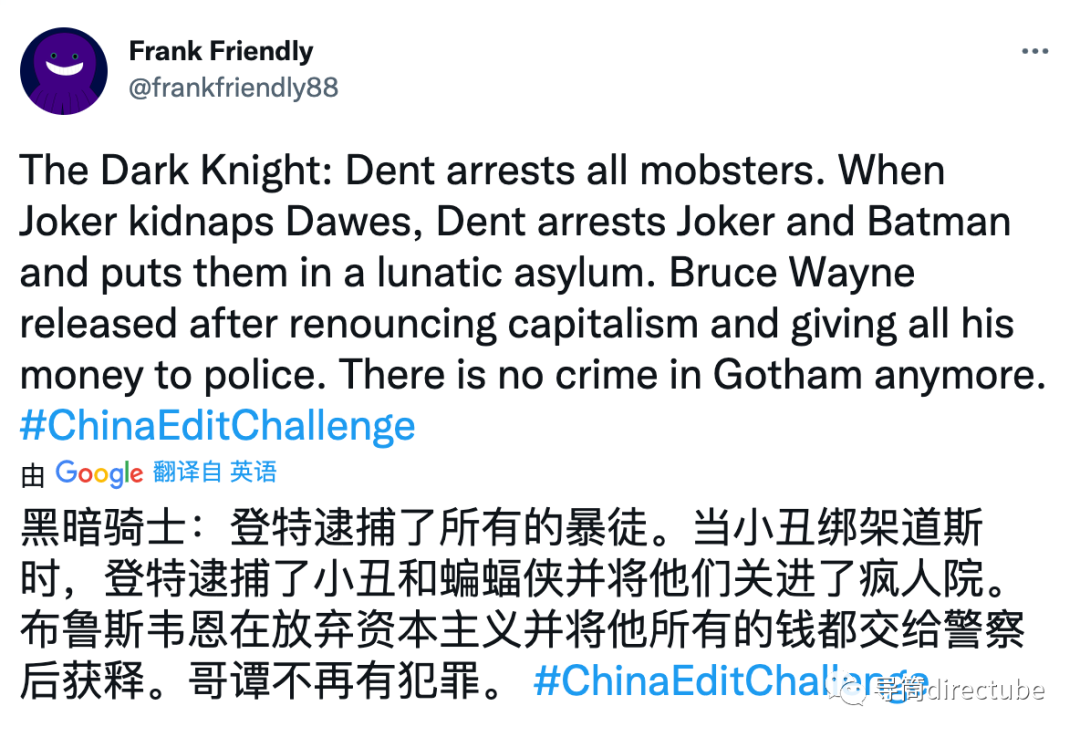 Frank Friendly
@frankfriendly88
The Dark Knight: Dent arrests all mobsters. When
Joker kidnaps Dawes, Dent arrests Joker and Batman
and puts them in a lunatic asylum. Bruce Wayne
released after renouncing capitalism and giving all his
money to police. There is no crime in Gotham anymore.
#ChinaEditChallenge
由 Google 翻译自 英语
黑暗骑士：登特逮捕了所有的暴徒。当小丑绑架道斯
时，登特逮捕了小丑和蝙蝠侠并将他们关进了疯人院。
布鲁斯韦恩在放弃资本主义并将他所有的钱都交给警察
后获释。哥谭不再有犯罪。 #ChinaEditChallenge
导筒directube